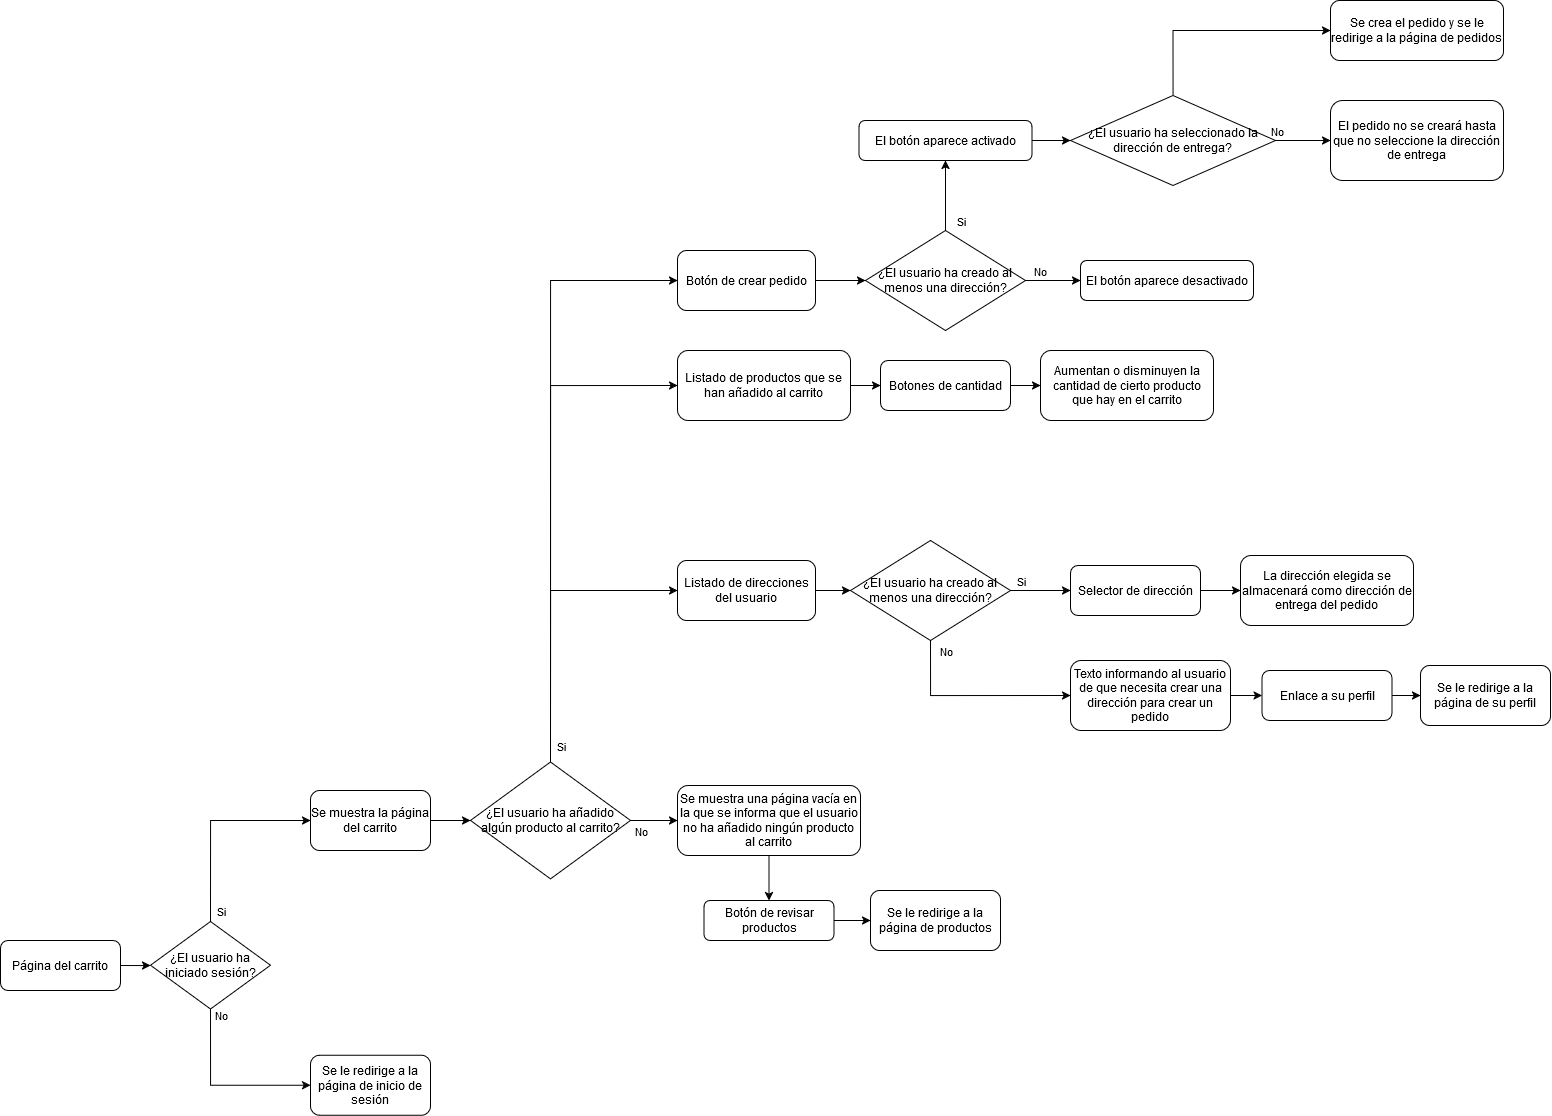 Se crea el pedido y se le
redirige a la página de pedidos
¿El usuario ha seleccionado la
dirección de entrega?
No
El pedido no se creará hasta
que no seleccione la dirección
de entrega
El botón aparece activado
Si
Botón de crear pedido
¿El usuario ha creado al
menos una dirección?
No
El botón aparece desactivado
Listado de productos que se
han añadido al carrito
Botones de cantidad
Aumentan o disminuyen la
cantidad de cierto producto
que hay en el carrito
Listado de direcciones
del usuario
¿El usuario ha creado al
menos una dirección?
Si
Selector de dirección
La dirección elegida se
almacenará como dirección de
entrega del pedido
No
Texto informando al usuario
de que necesita crear una
dirección para crear un
pedido
Enlace a su perfil
Se le redirige a la
página de su perfil
Si
Se muestra la página
del carrito
¿El usuario ha añadido
algún producto al carrito?
No
Se muestra una página vacía en
la que se informa que el usuario
no ha añadido ningún producto
al carrito
Botón de revisar
productos
Se le redirige a la
página de productos
Si
Página del carrito
¿El usuario ha
iniciado sesión?
No
Se le redirige a la
página de inicio de
sesión